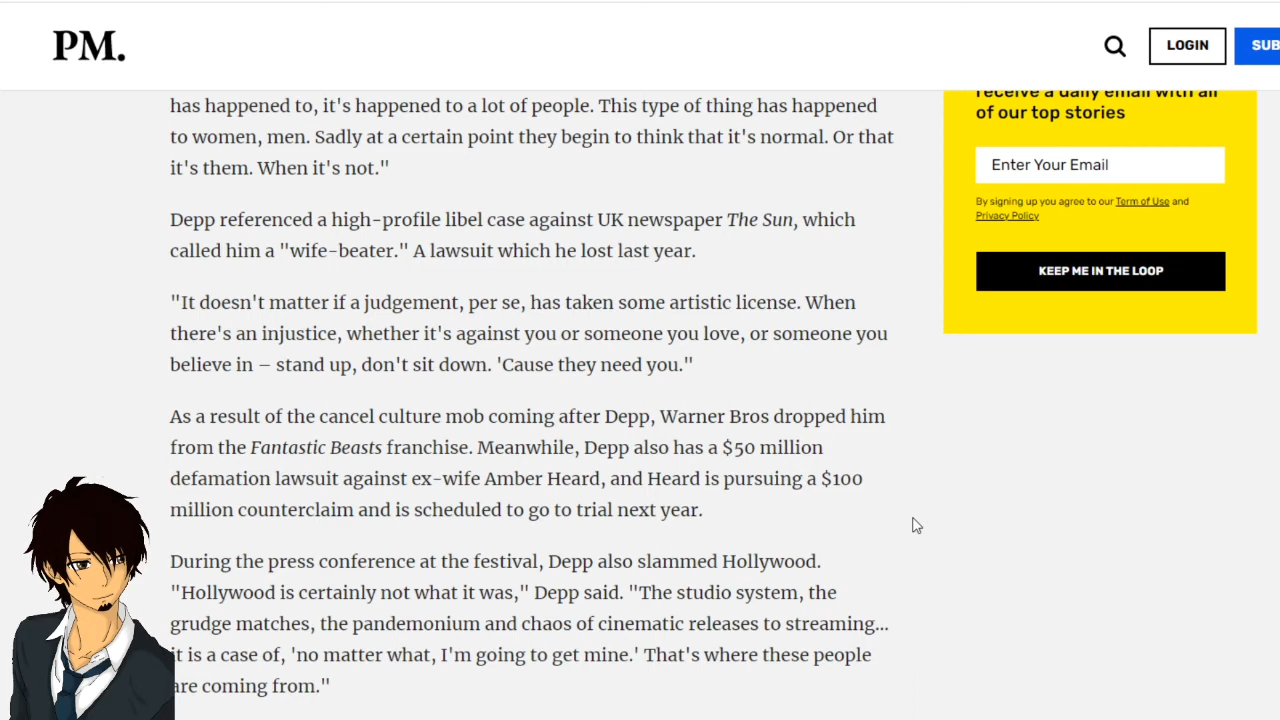 PM.
LOGIN
SUB
has happened to, it's happened to a lot of people. This type of thing has happened
to women, men. Sadly at a certain point they begin to think that it's normal. Or that
it's them. When it's not."
Depp referenced a high-profile libel case against UK newspaper The Sun, which
called him a "wife-beater." A lawsuit which he lost last year.
"It doesn't matter if a judgement, per se, has taken some artistic license. When
there's an injustice, whether it's against you or someone you love, or someone you
believe in – stand up, don't sit down. 'Cause they need you."
As a result of the cancel culture mob coming after Depp, Warner Bros dropped him
from the Fantastic Beasts franchise. Meanwhile, Depp also has a $50 million
defamation lawsuit against ex-wife Amber Heard, and Heard is pursuing a $100
million counterclaim and is scheduled to go to trial next year.
During the press conference at the festival, Depp also slammed Hollywood.
"Hollywood is certainly not what it was," Depp said. "The studio system, the
grudge matches, the pandemonium and chaos of cinematic releases to streaming...
it is a case of, 'no matter what, I'm going to get mine.' That's where these people
are coming from."
receive a daily email with all
of our top stories
Enter Your Email
By signing up you agree to our Term of Use and
Privacy Policy
KEEP ME IN THE LOOP